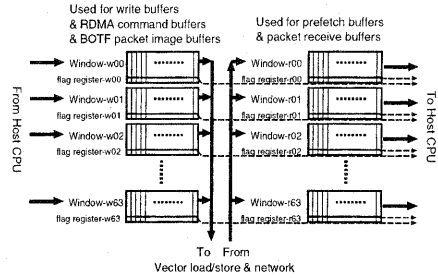 Used for write buffers
& RDMA command buffers
& BOTF packet image buffers
Used for prefetch buffers
& packet receive buffers
Window-w00
flag register-w00
Window-w01
flag register-w01
Window-w02
flag register-w02
Window-w63
flag register-w63
Window-r00
flag register-r00
Window-r01
flag register-r01
Window-r02
flag register-r02
Window-r63
flag register-r63
From Host CPU
To Host CPU
To From
Vector load/store & network